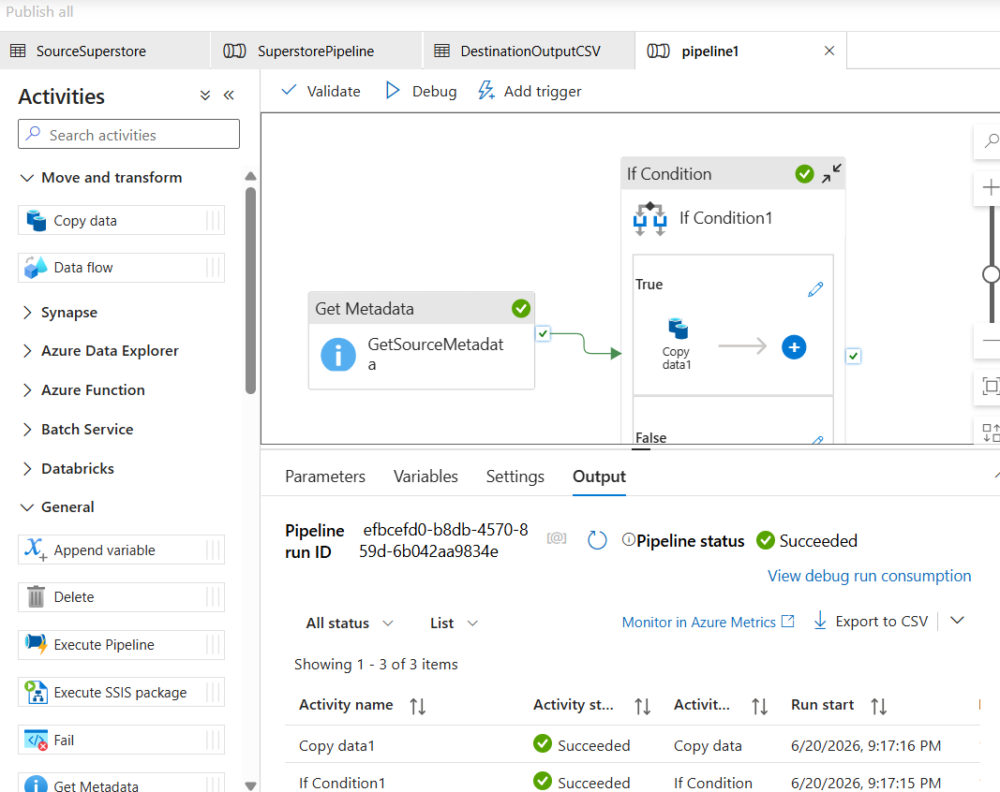 Publish all
SourceSuperstore
SuperstorePipeline
DestinationOutputCSV
pipeline1
Activities
Search activities
Move and transform
Copy data
Data flow
Synapse
Azure Data Explorer
Azure Function
Batch Service
Databricks
General
Append variable
Delete
Execute Pipeline
Execute SSIS package
Fail
Get Metadata
Validate
Debug
Add trigger
Get Metadata
GetSourceMetadat
a
If Condition
If Condition1
True
Copy
data1
False
Parameters
Variables
Settings
Output
Pipeline
run ID
efbcefd0-b8db-4570-8
59d-6b042aa9834e
Pipeline status
Succeeded
View debug run consumption
All status
List
Monitor in Azure Metrics
Export to CSV
Showing 1 - 3 of 3 items
Activity name
Activity st...
Activit...
Run start
Copy data1
Succeeded
Copy data
6/20/2026, 9:17:16 PM
If Condition1
Succeeded
If Condition
6/20/2026, 9:17:15 PM